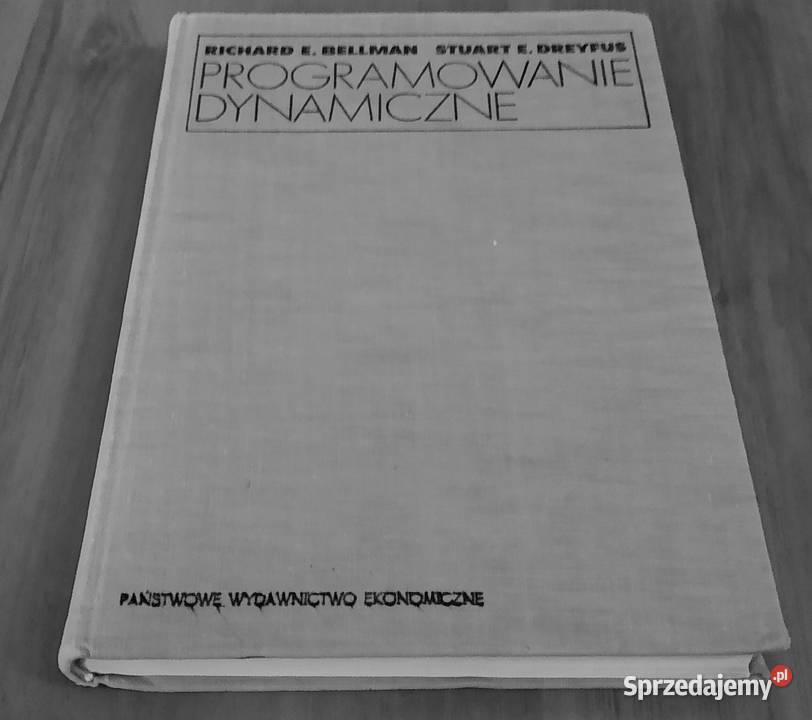 RICHARD E. BELLMAN STUART E. DREYFUS
PROGRAMOWANIE
DYNAMICZNE
PAŃSTWOWE WYDAWNICTWO EKONOMICZNE
Sprzedajemy.pl